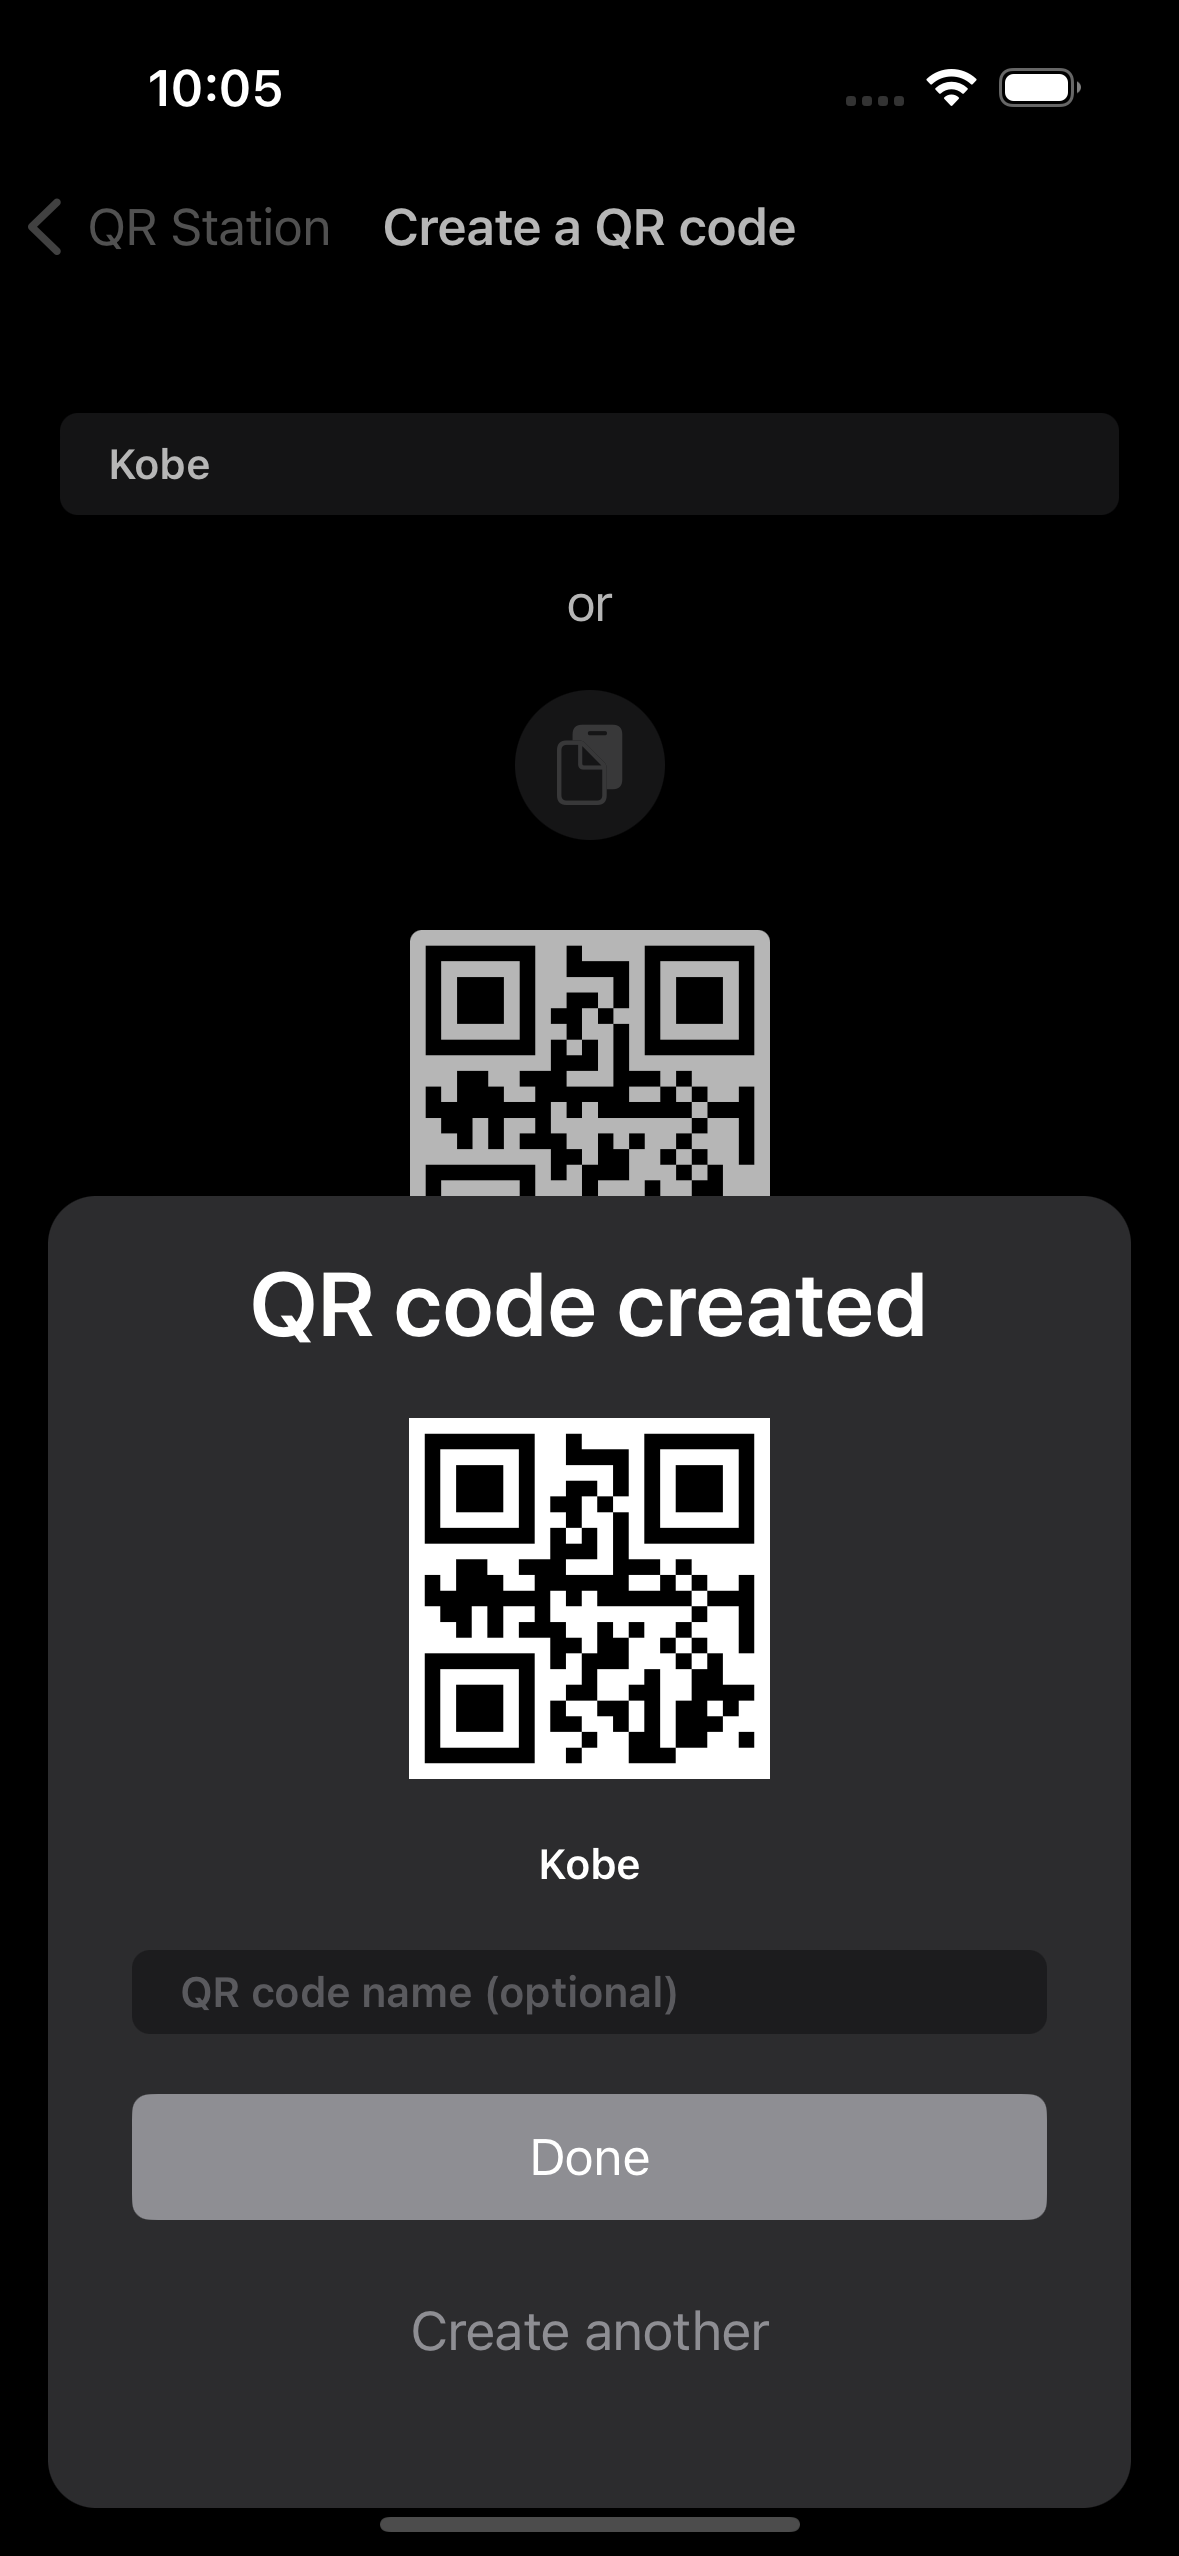 10:05
QR Station Create a QR code
Kobe
or
QR code created
Kobe
QR code name (optional)
Done
Create another